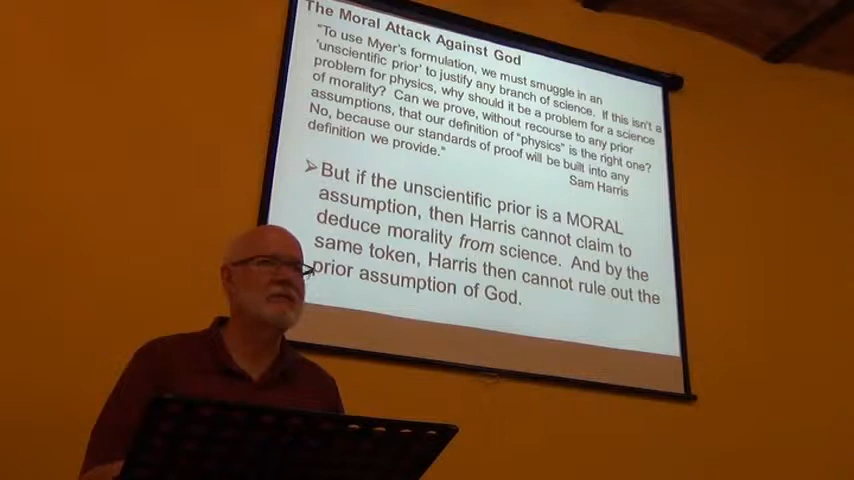 The Moral Attack Against God
"To use Myer's formulation, we must smuggle in an
'unscientific prior' to justify any branch of science. If this isn't a
problem for physics, why should it be a problem for a science
of morality? Can we prove, without recourse to any prior
assumptions, that our definition of "physics" is the right one?
No, because our standards of proof will be built into any
definition we provide."
Sam Harris
➢But if the unscientific prior is a MORAL
assumption, then Harris cannot claim to
deduce morality from science. And by the
same token, Harris then cannot rule out the
prior assumption of God.